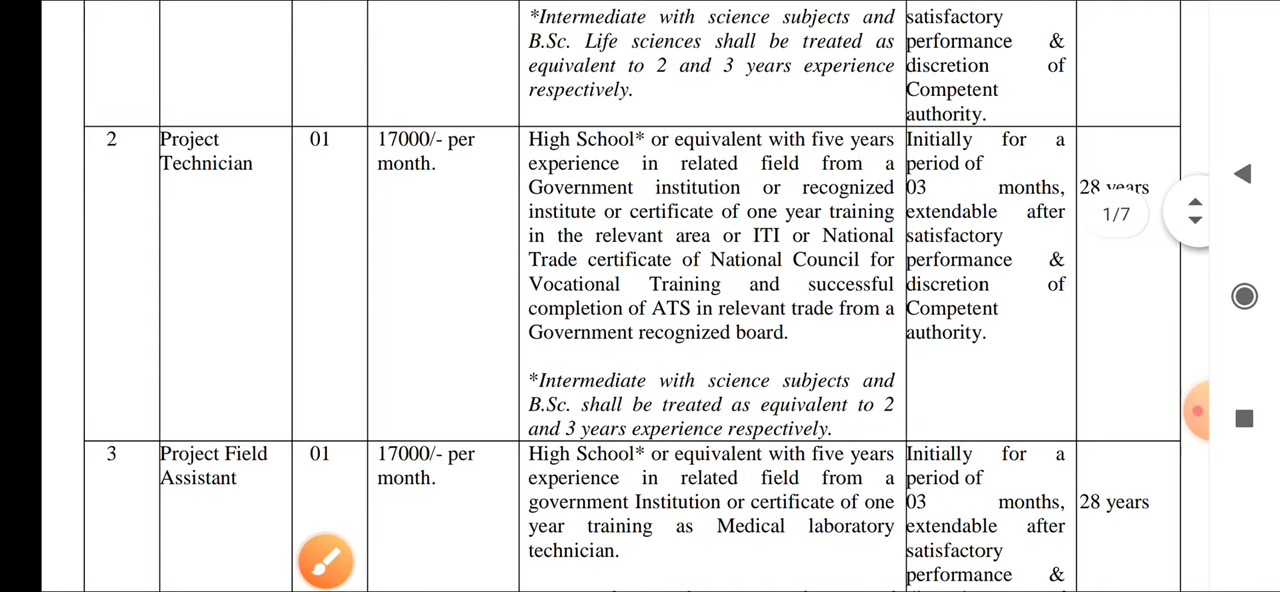 *Intermediate with science subjects and
B.Sc. Life sciences shall be treated as
equivalent to 2 and 3 years experience
respectively.
satisfactory
performance &
discretion of
Competent
authority.
2
Project
Technician
01
17000/- per
month.
High School* or equivalent with five years
experience in related field from a
Government institution or recognized
institute or certificate of one year training
in the relevant area or ITI or National
Trade certificate of National Council for
Vocational Training and successful
completion of ATS in relevant trade from a
Government recognized board.
*Intermediate with science subjects and
B.Sc. shall be treated as equivalent to 2
and 3 years experience respectively.
Initially for a
period of
03 months,
extendable after
satisfactory
performance &
discretion of
Competent
authority.
28 years
1/7
3
Project Field
Assistant
01
17000/- per
month.
High School* or equivalent with five years
experience in related field from a
government Institution or certificate of one
year training as Medical laboratory
technician.
Initially for a
period of
03 months,
extendable after
satisfactory
performance &
28 years